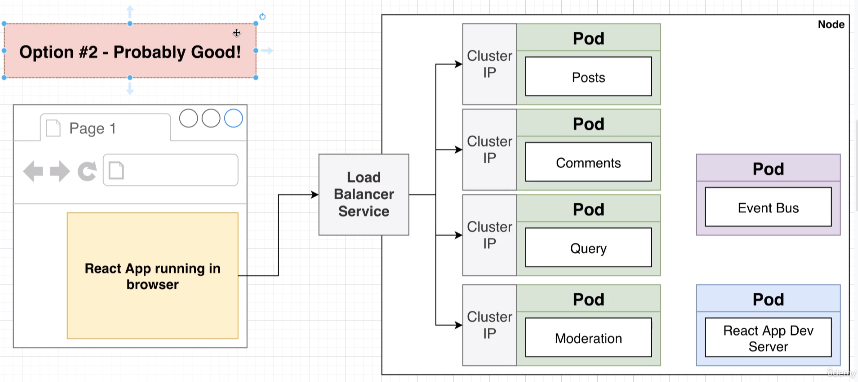 Option #2 - Probably Good!
Page 1
React App running in
browser
Load
Balancer
Service
Node
Cluster
IP
Pod
Posts
Cluster
IP
Pod
Comments
Cluster
IP
Pod
Query
Cluster
IP
Pod
Moderation
Pod
Event Bus
Pod
React App Dev
Server